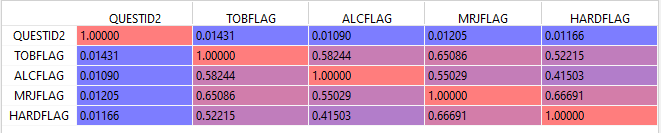 QUESTID2 TOBFLAG ALCFLAG MRJFLAG HARDFLAG
QUESTID2 1.00000 0.01431 0.01090 0.01205 0.01166
TOBFLAG 0.01431 1.00000 0.58244 0.65086 0.52215
ALCFLAG 0.01090 0.58244 1.00000 0.55029 0.41503
MRJFLAG 0.01205 0.65086 0.55029 1.00000 0.66691
HARDFLAG 0.01166 0.52215 0.41503 0.66691 1.00000